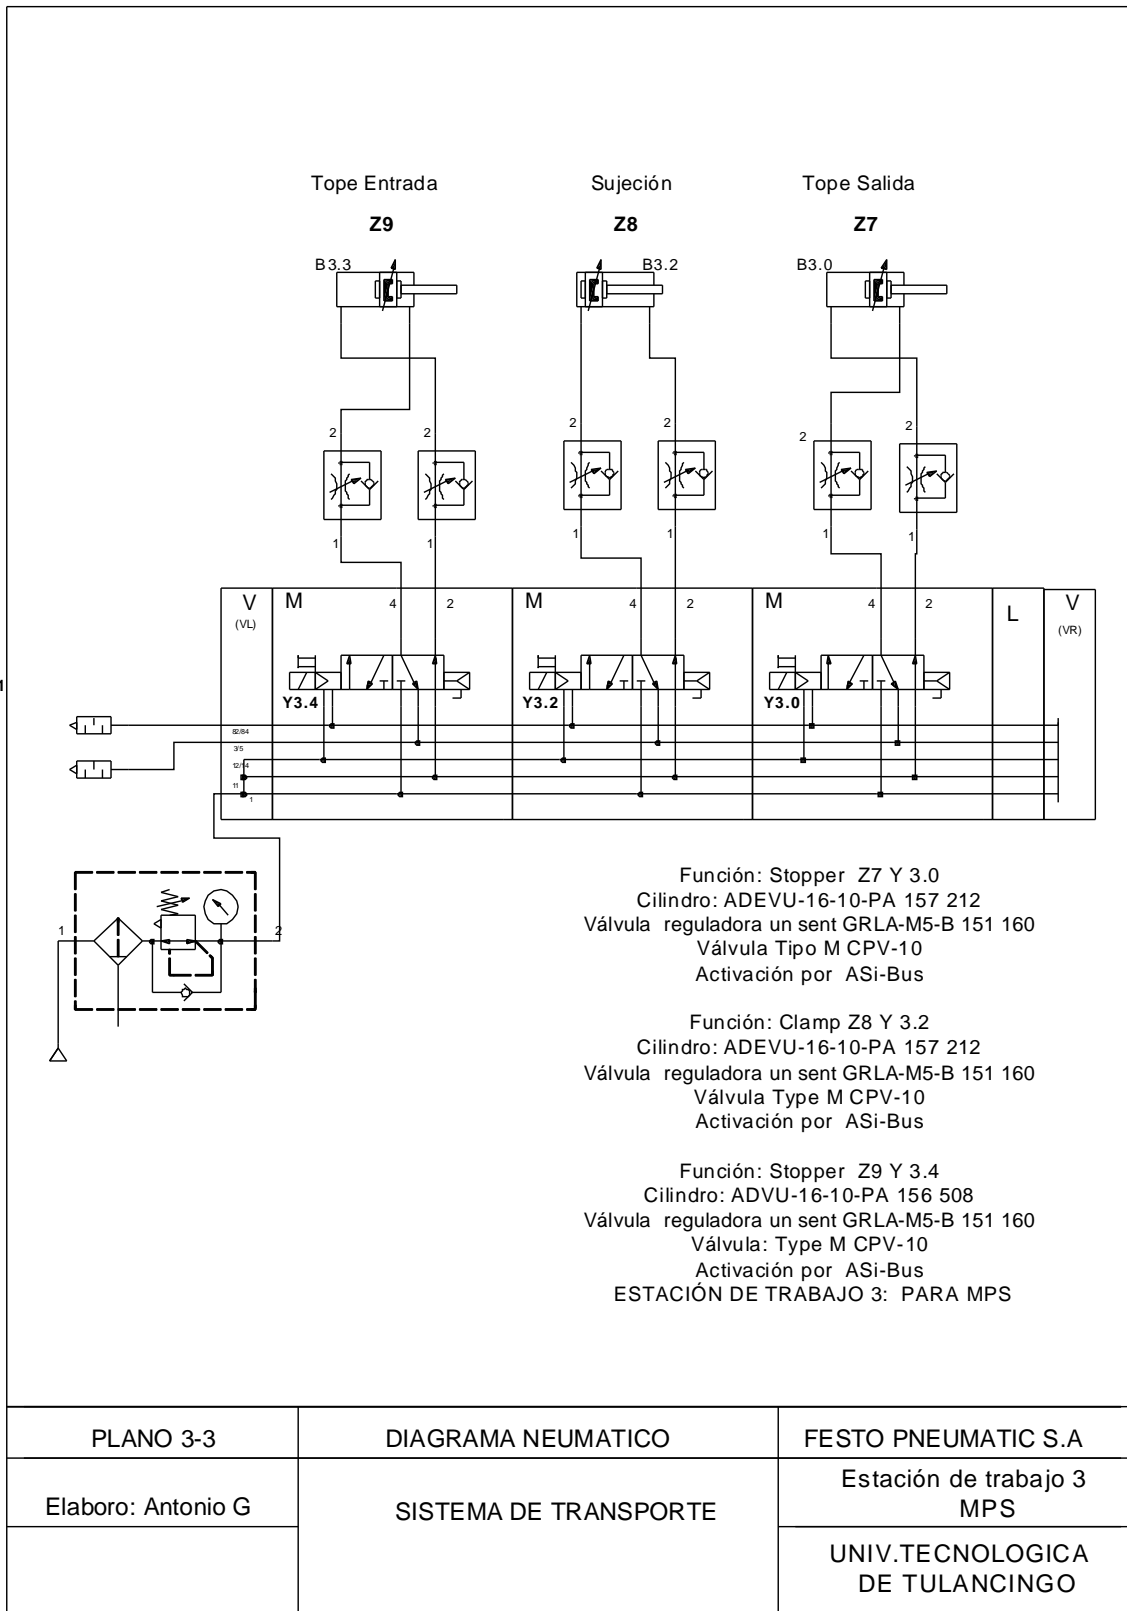 Tope Entrada Sujeción Tope Salida
Z9 Z8 Z7
B3.3 B3.2 B3.0
2 2 2 2 2 2
1 1 1 1 1 1
V M 4 2 M 4 2 M 4 2 L V
(VL) (VR)
1
Y3.4 Y3.2 Y3.0
82/84
3/5
12/14
11
1
1 2
Función: Stopper Z7 Y 3.0
Cilindro: ADEVU-16-10-PA 157 212
Válvula reguladora un sent GRLA-M5-B 151 160
Válvula Tipo M CPV-10
Activación por ASi-Bus
Función: Clamp Z8 Y 3.2
Cilindro: ADEVU-16-10-PA 157 212
Válvula reguladora un sent GRLA-M5-B 151 160
Válvula Type M CPV-10
Activación por ASi-Bus
Función: Stopper Z9 Y 3.4
Cilindro: ADVU-16-10-PA 156 508
Válvula reguladora un sent GRLA-M5-B 151 160
Válvula: Type M CPV-10
Activación por ASi-Bus
ESTACIÓN DE TRABAJO 3: PARA MPS
PLANO 3-3 DIAGRAMA NEUMATICO FESTO PNEUMATIC S.A
Elaboro: Antonio G SISTEMA DE TRANSPORTE Estación de trabajo 3
MPS
UNIV.TECNOLOGICA
DE TULANCINGO